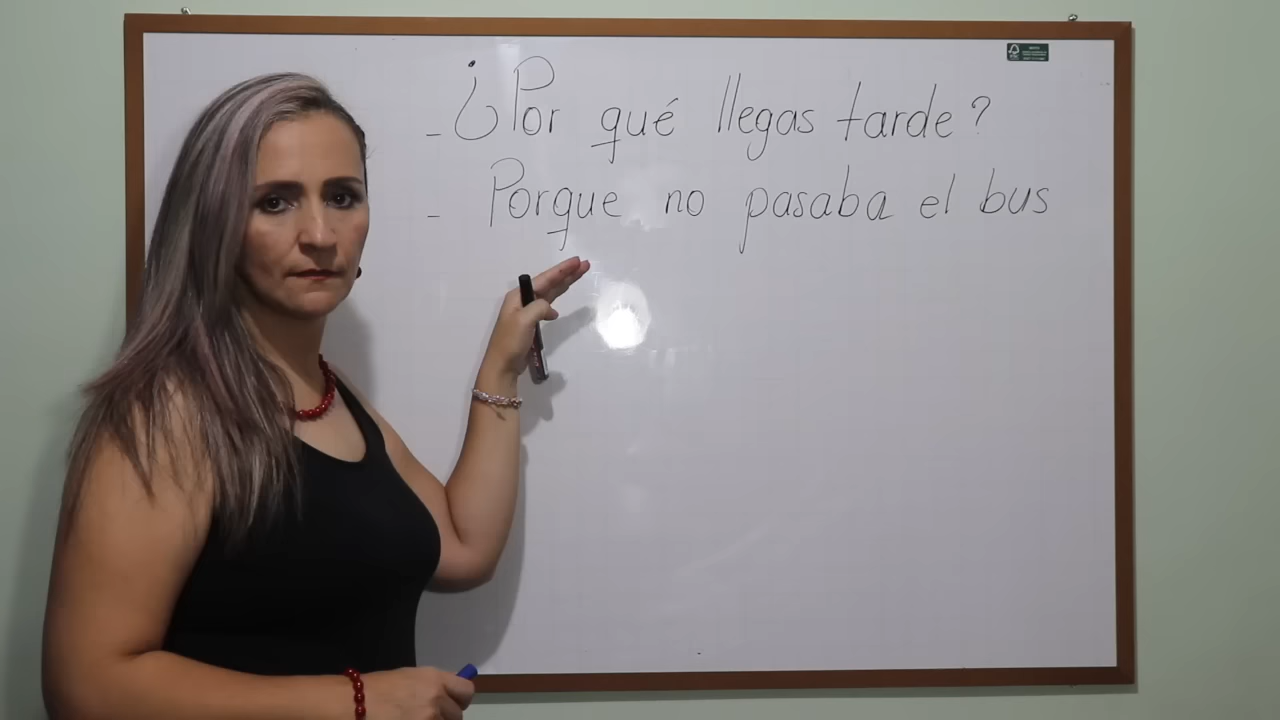 - ¿Por qué llegas tarde?
- Porque no pasaba el bus